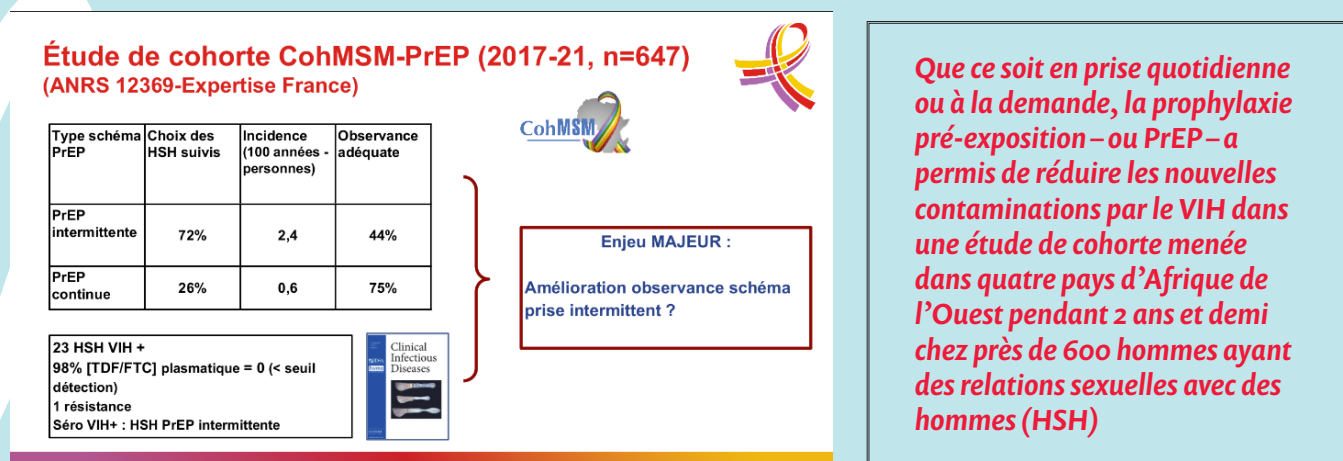 Étude de cohorte CohMSM-PrEP (2017-21, n=647)
(ANRS 12369-Expertise France)
CohMSM
Type schéma PrEP | Choix des HSH suivis | Incidence (100 années - personnes) | Observance adéquate
PrEP intermittente | 72% | 2,4 | 44%
PrEP continue | 26% | 0,6 | 75%
Enjeu MAJEUR :
Amélioration observance schéma
prise intermittent ?
23 HSH VIH +
98% [TDF/FTC] plasmatique = 0 (< seuil
détection)
1 résistance
Séro VIH+ : HSH PrEP intermittente
Clinical
Infectious
Diseases
Que ce soit en prise quotidienne
ou à la demande, la prophylaxie
pré-exposition – ou PrEP – a
permis de réduire les nouvelles
contaminations par le VIH dans
une étude de cohorte menée
dans quatre pays d’Afrique de
l’Ouest pendant 2 ans et demi
chez près de 600 hommes ayant
des relations sexuelles avec des
hommes (HSH)